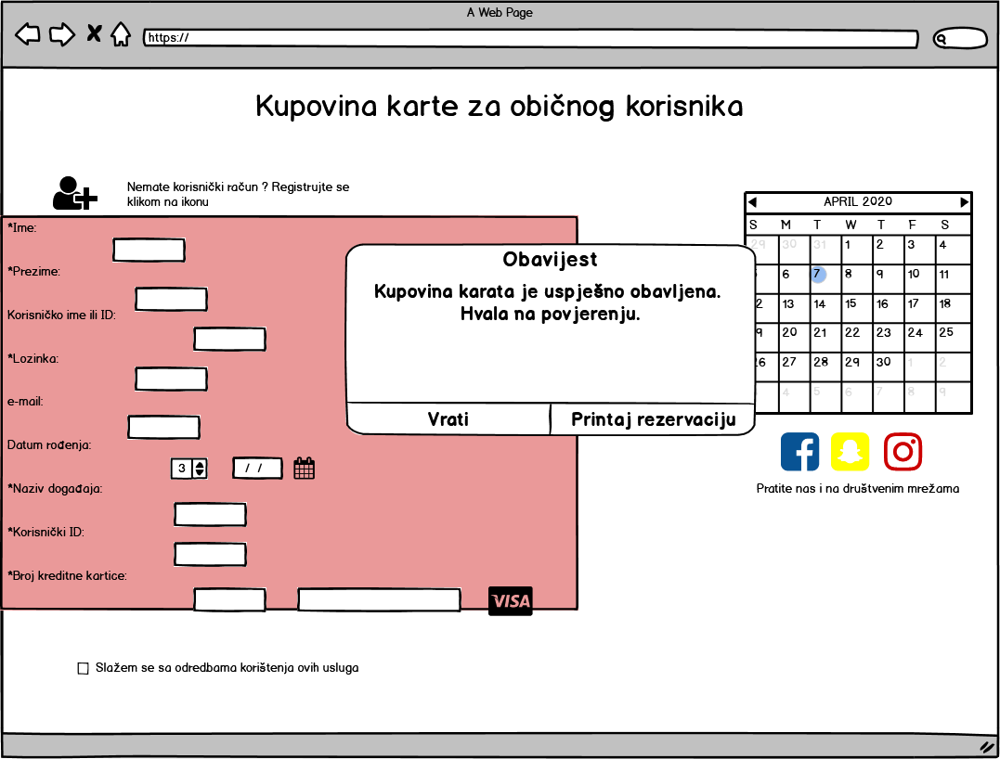 A Web Page
https://
Kupovina karte za običnog korisnika
Nemate korisnički račun ? Registrujte se
klikom na ikonu
*Ime:
*Prezime:
Korisničko ime ili ID:
*Lozinka:
e-mail:
Datum rođenja:
3
/ /
*Naziv događaja:
*Korisnički ID:
*Broj kreditne kartice:
VISA
Slažem se sa odredbama korištenja ovih usluga
Obavijest
Kupovina karata je uspješno obavljena.
Hvala na povjerenju.
Vrati
Printaj rezervaciju
APRIL 2020
S M T W T F S
29 30 31 1 2 3 4
6 7 8 9 10 11
2 13 14 15 16 17 18
9 20 21 22 23 24 25
26 27 28 29 30 1 2
4 5 6 7 8 9
Pratite nas i na društvenim mrežama